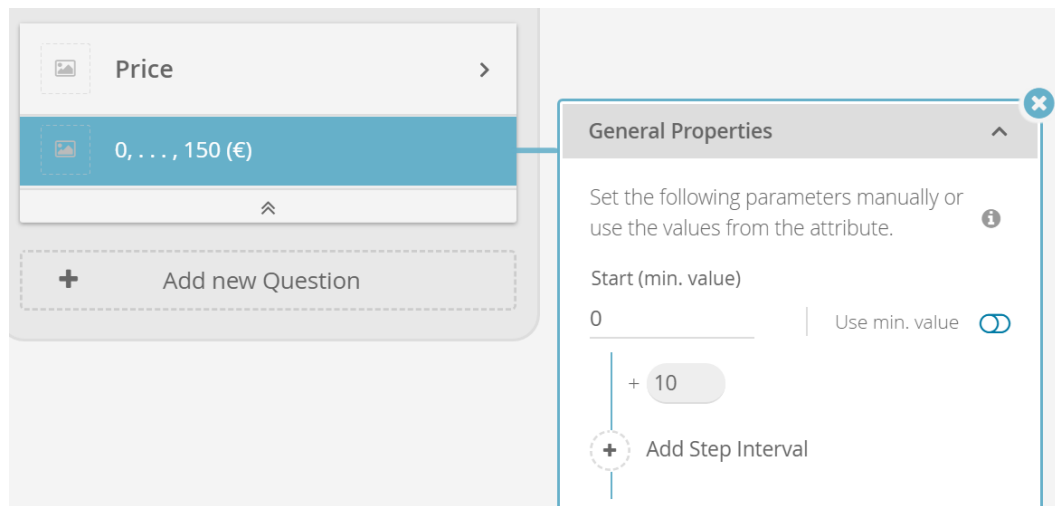 Price
0, . . . , 150 (€)
Add new Question
General Properties
Set the following parameters manually or
use the values from the attribute.
Start (min. value)
0
Use min. value
+ 10
Add Step Interval